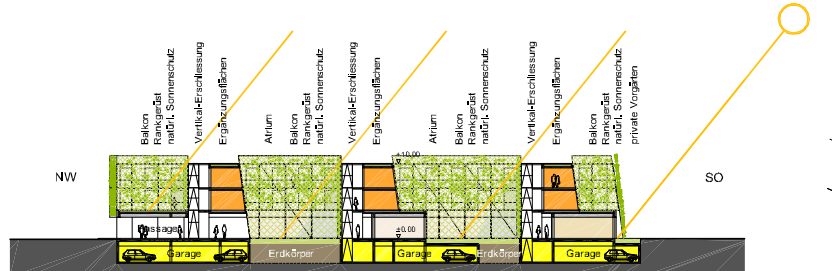 Balkon
Rankgerüst
natürl. Sonnenschutz
Vertikal-Erschliessung
Ergänzungsflächen
Atrium
Balkon
Rankgerüst
natürl. Sonnenschutz
Vertikal-Erschliessung
Ergänzungsflächen
Atrium
Balkon
Rankgerüst
natürl. Sonnenschutz
Vertikal-Erschliessung
Ergänzungsflächen
Balkon
Rankgerüst
natürl. Sonnenschutz
private Vorgärten
+10.00
NW
SO
Passage
±0.00
Garage
Erdkörper
Garage
Erdkörper
Garage